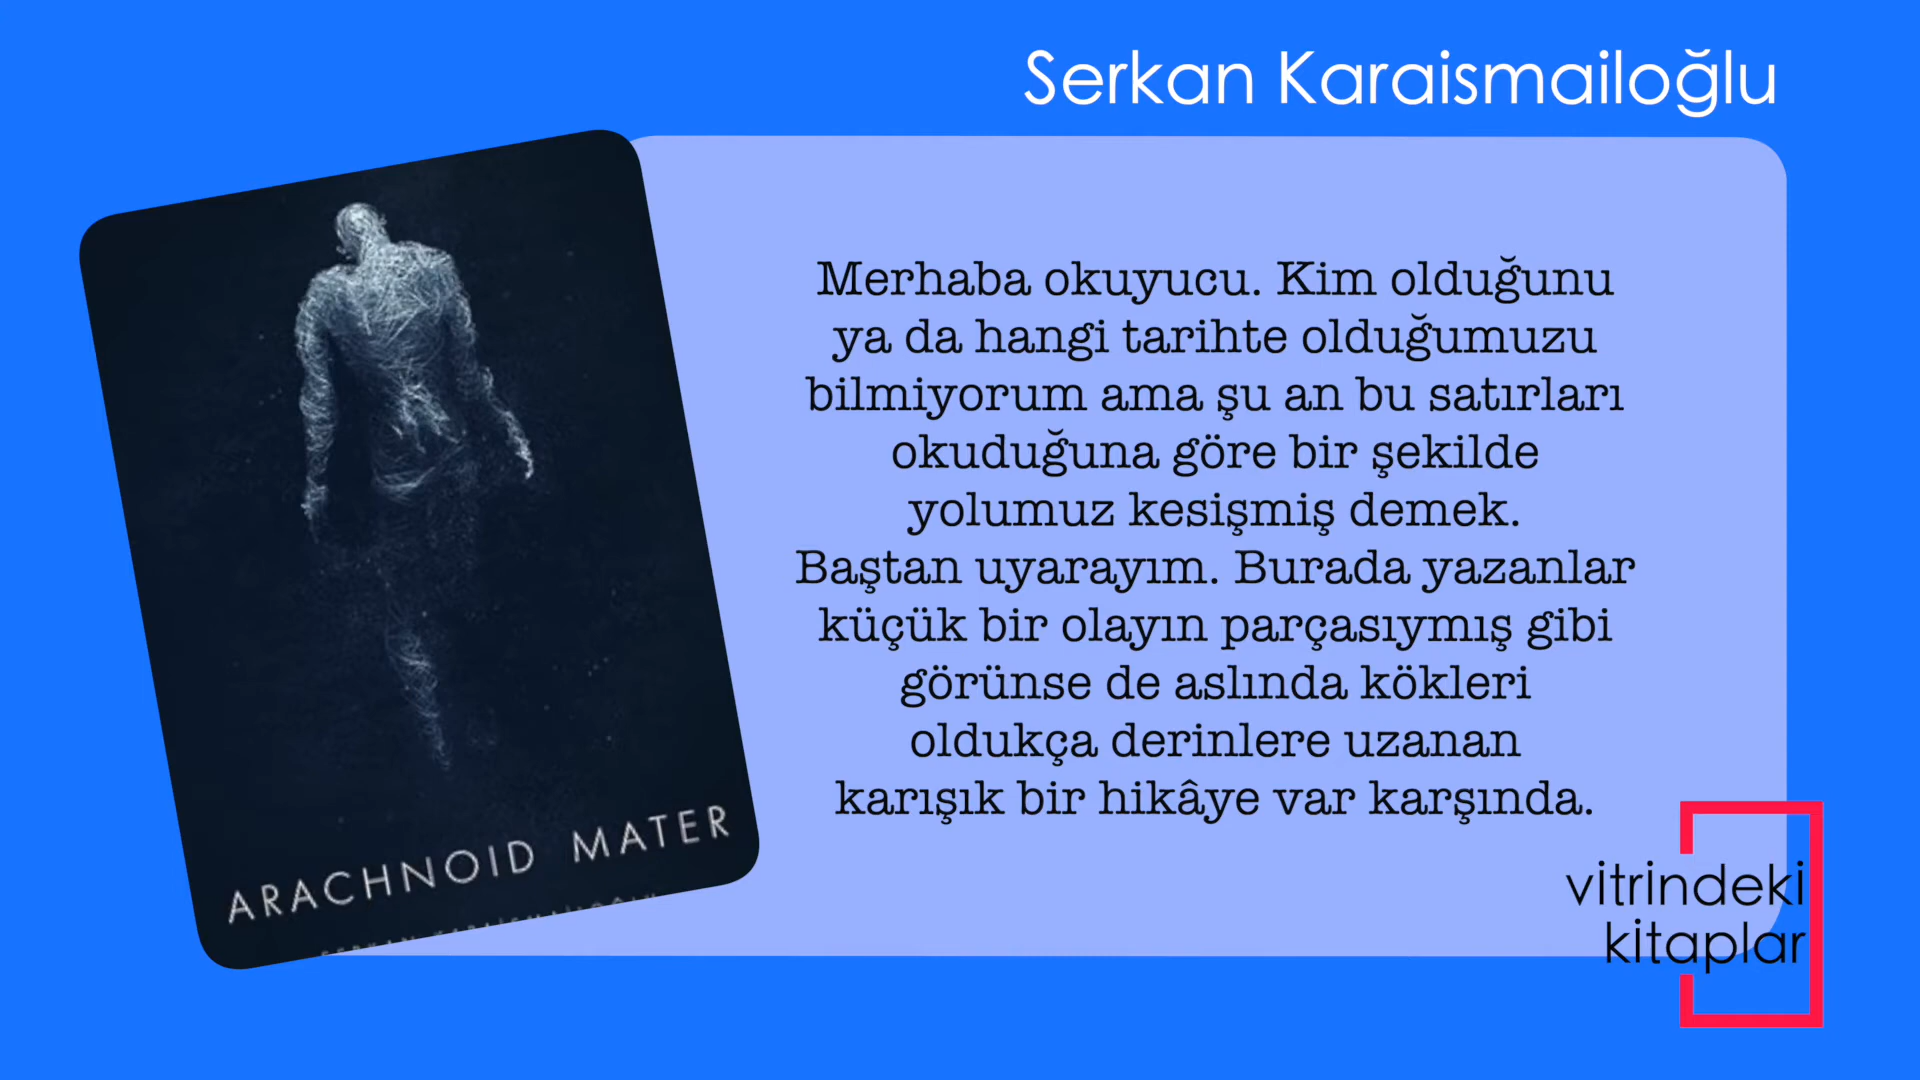 Serkan Karaismailoğlu
Merhaba okuyucu. Kim olduğunu
ya da hangi tarihte olduğumuzu
bilmiyorum ama şu an bu satırları
okuduğuna göre bir şekilde
yolumuz kesişmiş demek.
Baştan uyarayım. Burada yazanlar
küçük bir olayın parçasıymış gibi
görünse de aslında kökleri
oldukça derinlere uzanan
karışık bir hikâye var karşında.
ARACHNOID MATER
vitrindeki
kitaplar